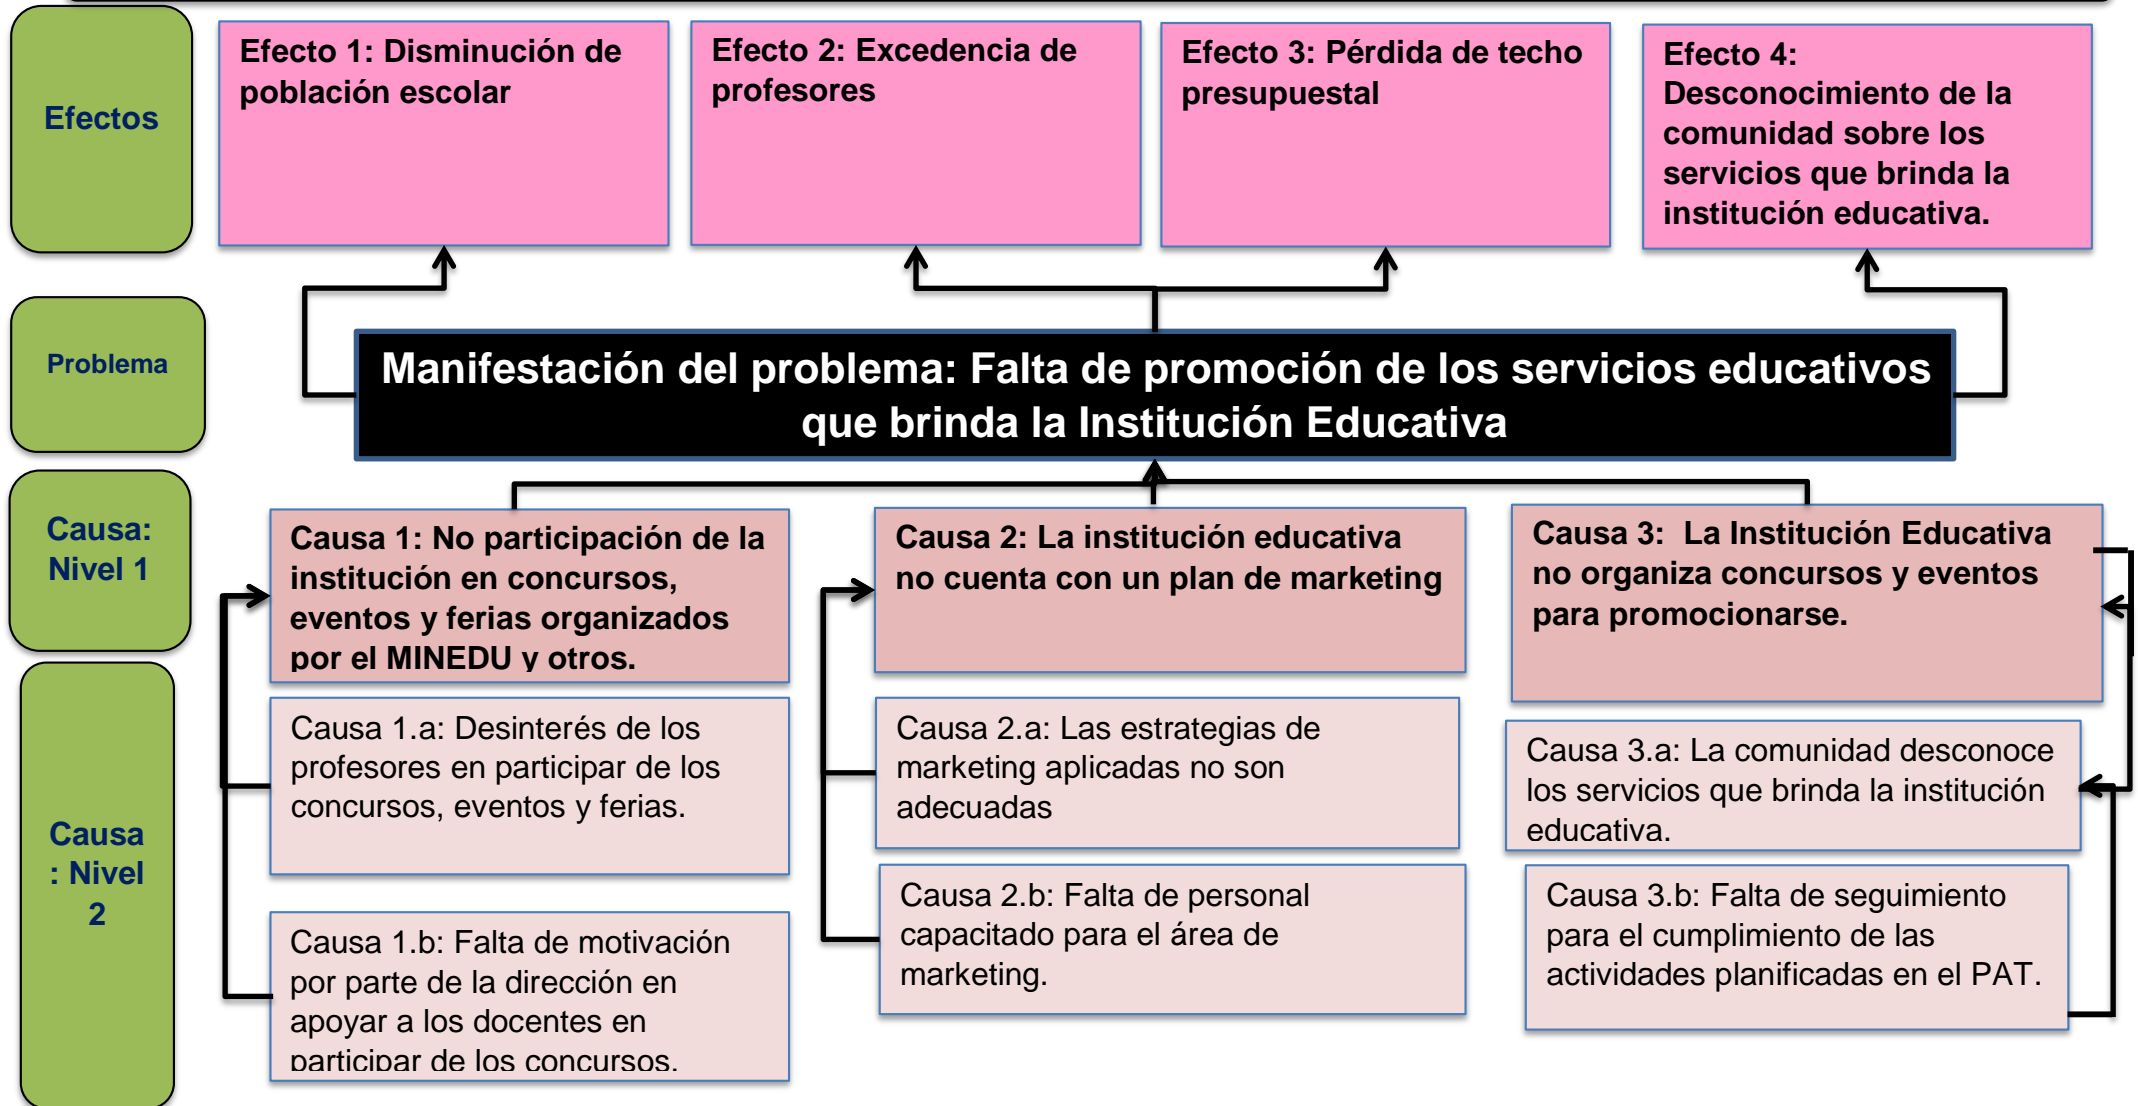 Efectos
Efecto 1: Disminución de
población escolar
Efecto 2: Excedencia de
profesores
Efecto 3: Pérdida de techo
presupuestal
Efecto 4:
Desconocimiento de la
comunidad sobre los
servicios que brinda la
institución educativa.
Problema
Manifestación del problema: Falta de promoción de los servicios educativos
que brinda la Institución Educativa
Causa:
Nivel 1
Causa 1: No participación de la
institución en concursos,
eventos y ferias organizados
por el MINEDU y otros.
Causa 2: La institución educativa
no cuenta con un plan de marketing
Causa 3: La Institución Educativa
no organiza concursos y eventos
para promocionarse.
Causa
: Nivel
2
Causa 1.a: Desinterés de los
profesores en participar de los
concursos, eventos y ferias.
Causa 2.a: Las estrategias de
marketing aplicadas no son
adecuadas
Causa 3.a: La comunidad desconoce
los servicios que brinda la institución
educativa.
Causa 1.b: Falta de motivación
por parte de la dirección en
apoyar a los docentes en
participar de los concursos.
Causa 2.b: Falta de personal
capacitado para el área de
marketing.
Causa 3.b: Falta de seguimiento
para el cumplimiento de las
actividades planificadas en el PAT.